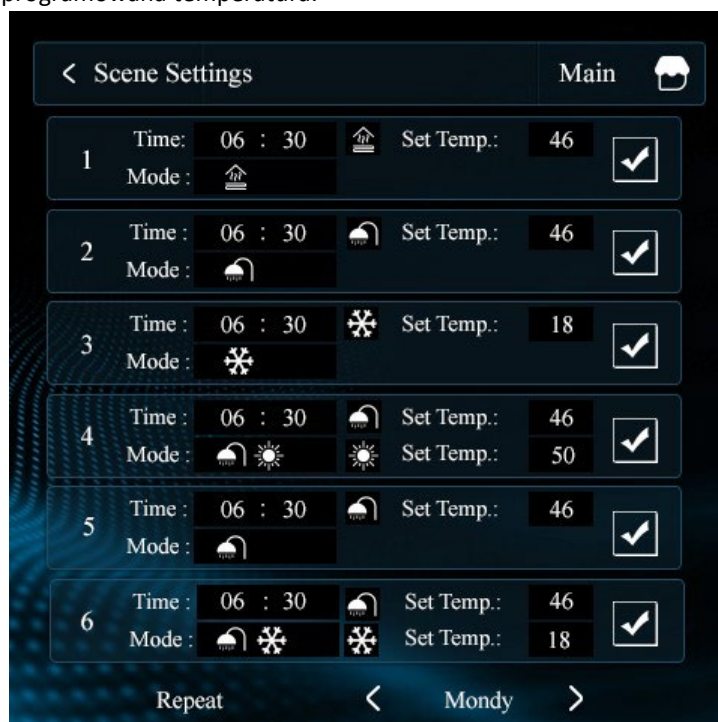 programowana temperatura.
Scene Settings Main
1 Time: 06 : 30 Set Temp.: 46
Mode :
2 Time : 06 : 30 Set Temp.: 46
Mode :
3 Time : 06 : 30 Set Temp.: 18
Mode :
4 Time : 06 : 30 Set Temp.: 46
Mode : Set Temp.: 50
5 Time : 06 : 30 Set Temp.: 46
Mode :
6 Time : 06 : 30 Set Temp.: 46
Mode : Set Temp.: 18
Repeat < Mondy >